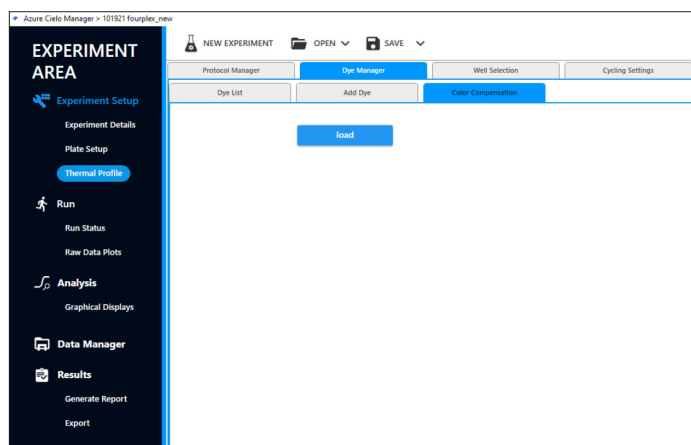 Azure Cielo Manager > 101921 fourplex_new
EXPERIMENT
AREA
Experiment Setup
Experiment Details
Plate Setup
Thermal Profile
Run
Run Status
Raw Data Plots
Analysis
Graphical Displays
Data Manager
Results
Generate Report
Export
NEW EXPERIMENT OPEN SAVE
Protocol Manager Dye Manager Well Selection Cycling Settings
Dye List Add Dye Color Compensation
load